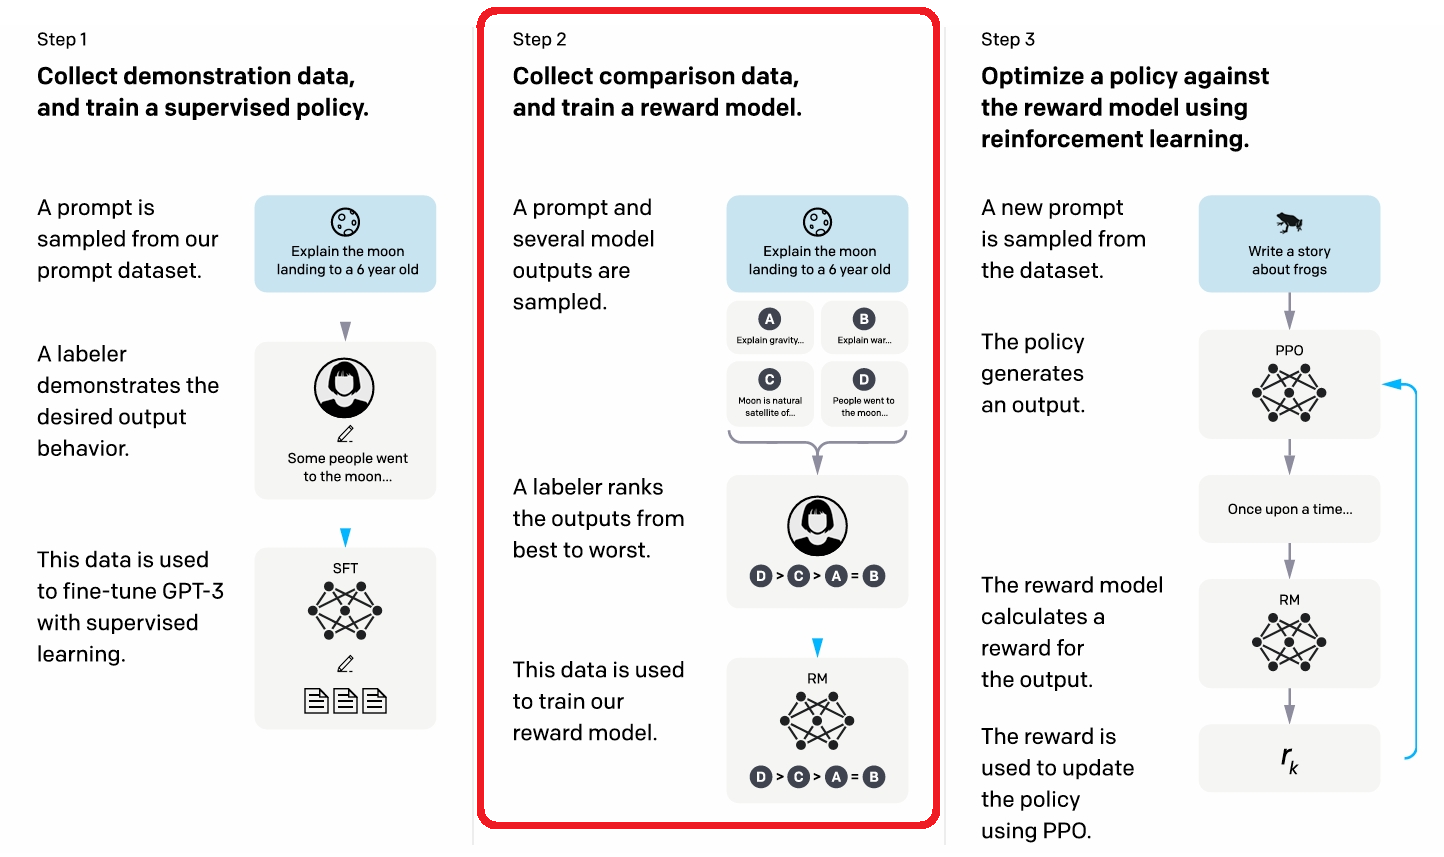 Step 1
Collect demonstration data,
and train a supervised policy.
A prompt is
sampled from our
prompt dataset.
Explain the moon
landing to a 6 year old
A labeler
demonstrates the
desired output
behavior.
Some people went
to the moon...
This data is used
to fine-tune GPT-3
with supervised
learning.
SFT
Step 2
Collect comparison data,
and train a reward model.
A prompt and
several model
outputs are
sampled.
Explain the moon
landing to a 6 year old
A
Explain gravity...
B
Explain war...
C
Moon is natural
satellite of...
D
People went to
the moon...
A labeler ranks
the outputs from
best to worst.
D > C > A = B
This data is used
to train our
reward model.
RM
D > C > A = B
Step 3
Optimize a policy against
the reward model using
reinforcement learning.
A new prompt
is sampled from
the dataset.
Write a story
about frogs
The policy
generates
an output.
PPO
Once upon a time...
The reward model
calculates a
reward for
the output.
RM
The reward is
used to update
the policy
using PPO.
r_k